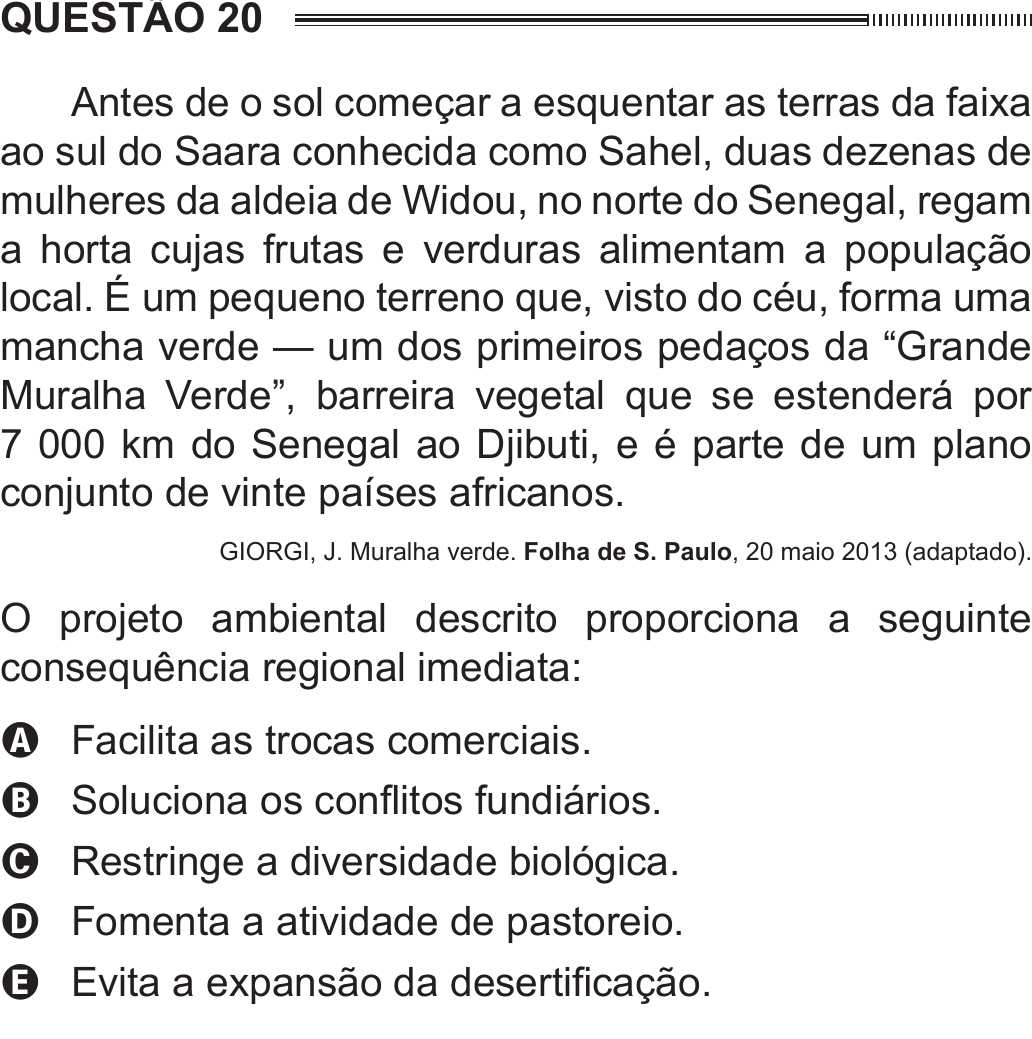 QUESTÃO 20
Antes de o sol começar a esquentar as terras da faixa
ao sul do Saara conhecida como Sahel, duas dezenas de
mulheres da aldeia de Widou, no norte do Senegal, regam
a horta cujas frutas e verduras alimentam a população
local. É um pequeno terreno que, visto do céu, forma uma
mancha verde — um dos primeiros pedaços da “Grande
Muralha Verde”, barreira vegetal que se estenderá por
7 000 km do Senegal ao Djibuti, e é parte de um plano
conjunto de vinte países africanos.
GIORGI, J. Muralha verde. Folha de S. Paulo, 20 maio 2013 (adaptado).
O projeto ambiental descrito proporciona a seguinte
consequência regional imediata:
A Facilita as trocas comerciais.
B Soluciona os conflitos fundiários.
C Restringe a diversidade biológica.
D Fomenta a atividade de pastoreio.
E Evita a expansão da desertificação.